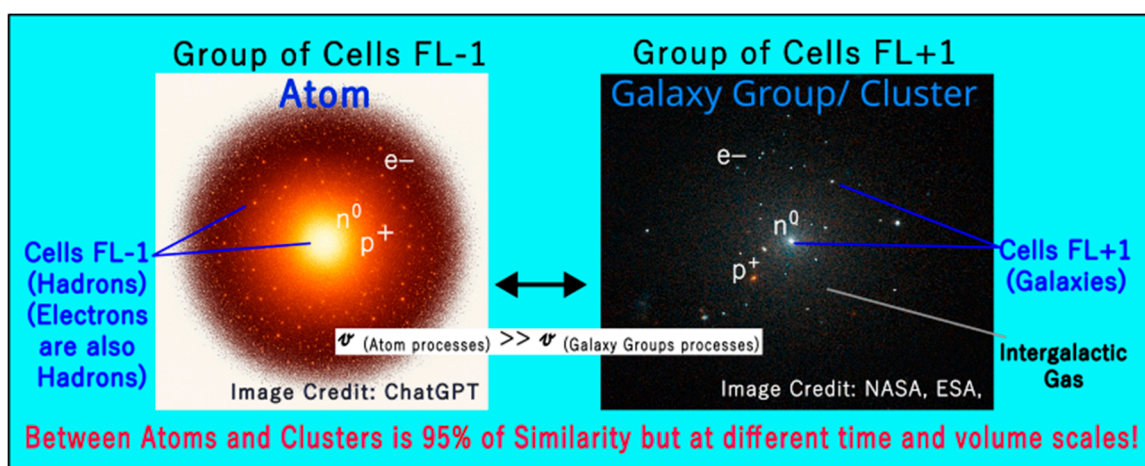 Group of Cells FL-1
Atom
e–
n⁰
p⁺
Cells FL-1
(Hadrons)
(Electrons
are also
Hadrons)
Image Credit: ChatGPT
𝓋 (Atom processes) >> 𝓋 (Galaxy Groups processes)
Group of Cells FL+1
Galaxy Group/ Cluster
e–
n⁰
p⁺
Cells FL+1
(Galaxies)
Intergalactic
Gas
Image Credit: NASA, ESA,
Between Atoms and Clusters is 95% of Similarity but at different time and volume scales!